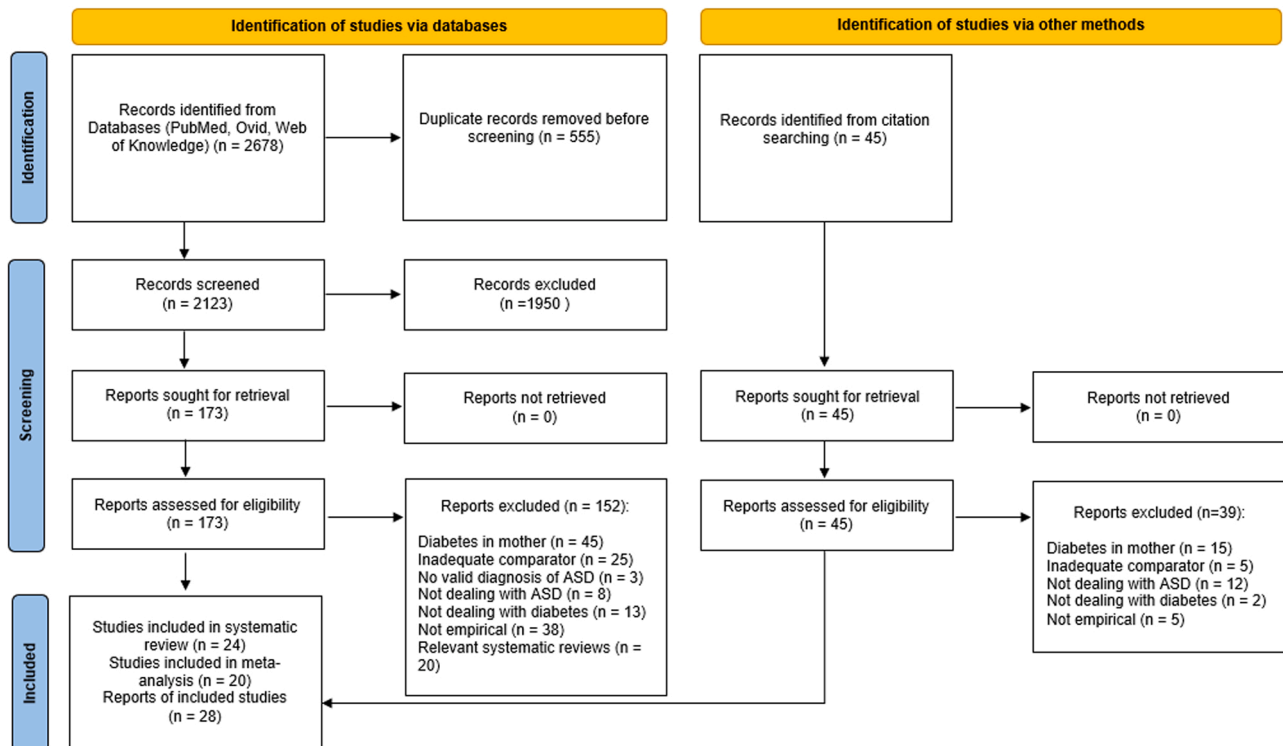 Identification of studies via databases
Identification of studies via other methods
Identification
Records identified from
Databases (PubMed, Ovid, Web
of Knowledge) (n = 2678)
Duplicate records removed before
screening (n = 555)
Records identified from citation
searching (n = 45)
Screening
Records screened
(n = 2123)
Records excluded
(n =1950 )
Reports sought for retrieval
(n = 173)
Reports not retrieved
(n = 0)
Reports sought for retrieval
(n = 45)
Reports not retrieved
(n = 0)
Reports assessed for eligibility
(n = 173)
Reports excluded (n = 152):
Diabetes in mother (n = 45)
Inadequate comparator (n = 25)
No valid diagnosis of ASD (n = 3)
Not dealing with ASD (n = 8)
Not dealing with diabetes (n = 13)
Not empirical (n = 38)
Relevant systematic reviews (n =
20)
Reports assessed for eligibility
(n = 45)
Reports excluded (n=39):
Diabetes in mother (n = 15)
Inadequate comparator (n = 5)
Not dealing with ASD (n = 12)
Not dealing with diabetes (n = 2)
Not empirical (n = 5)
Included
Studies included in systematic
review (n = 24)
Studies included in meta-
analysis (n = 20)
Reports of included studies
(n = 28)